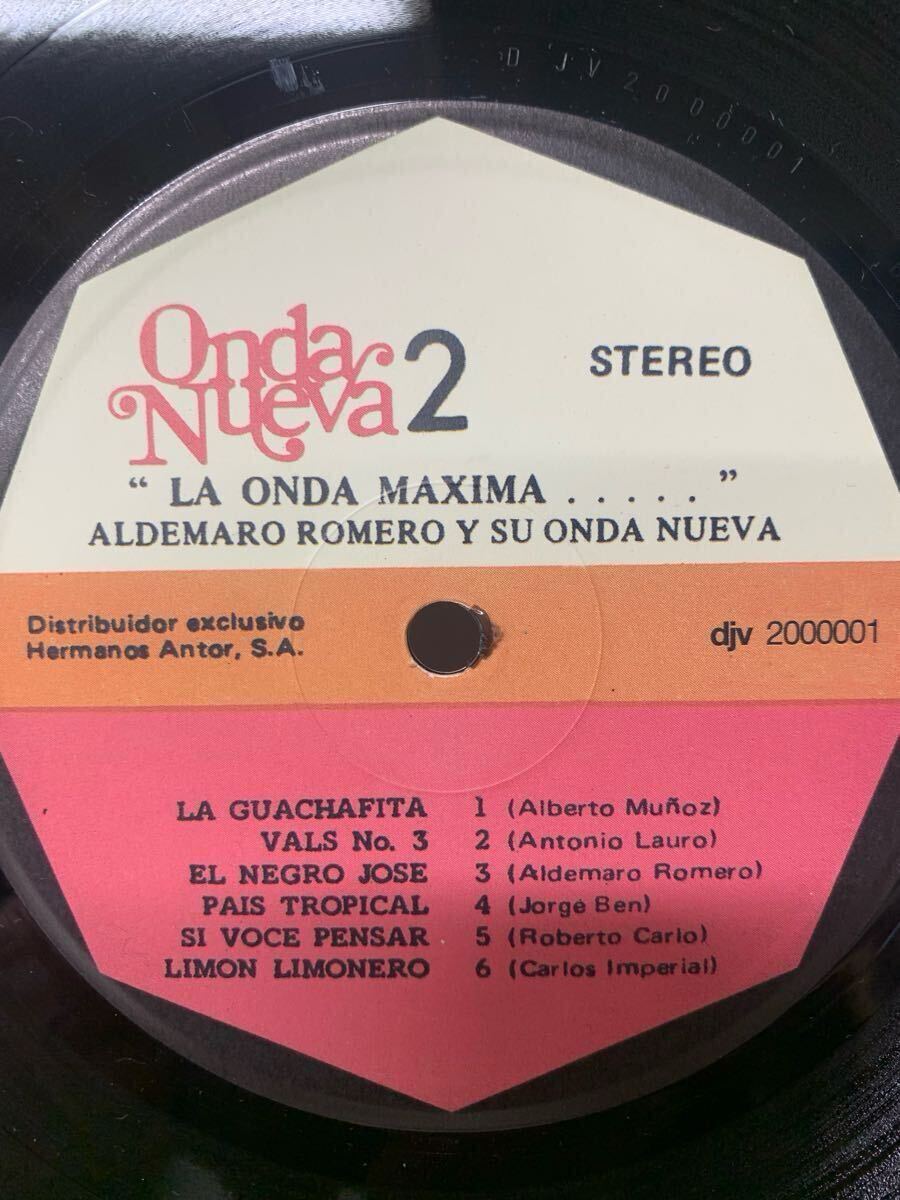 D JV 2000001
Onda
Nueva 2
STEREO
“ LA ONDA MAXIMA . . . . . ”
ALDEMARO ROMERO Y SU ONDA NUEVA
Distribuidor exclusivo
Hermanos Antor, S.A.
djv 2000001
LA GUACHAFITA 1 (Alberto Muñoz)
VALS No. 3 2 (Antonio Lauro)
EL NEGRO JOSE 3 (Aldemaro Romero)
PAIS TROPICAL 4 (Jorge Ben)
SI VOCE PENSAR 5 (Roberto Carlo)
LIMON LIMONERO 6 (Carlos Imperial)